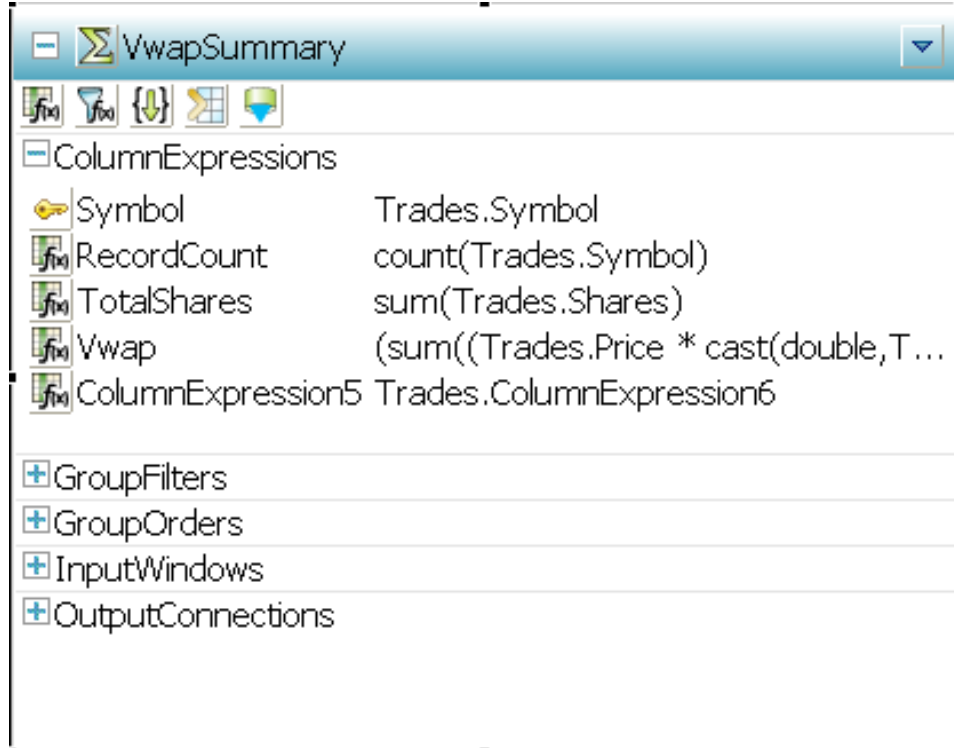 VwapSummary
ColumnExpressions
Symbol Trades.Symbol
RecordCount count(Trades.Symbol)
TotalShares sum(Trades.Shares)
Vwap (sum((Trades.Price * cast(double,T...
ColumnExpression5 Trades.ColumnExpression6
GroupFilters
GroupOrders
InputWindows
OutputConnections